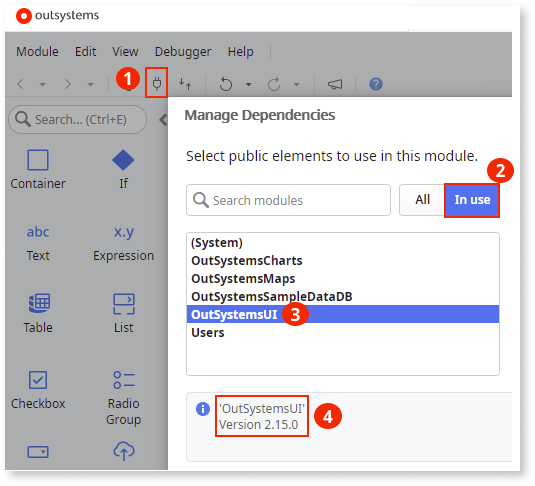 outsystems
Module Edit View Debugger Help
1
Search... (Ctrl+E)
Container If
abc x.y
Text Expression
Table List
Checkbox Radio
Group
Manage Dependencies
Select public elements to use in this module.
2
Search modules All In use
(System)
OutSystemsCharts
OutSystemsMaps
OutSystemsSampleDataDB
OutSystemsUI 3
Users
'OutSystemsUI'
Version 2.15.0
4